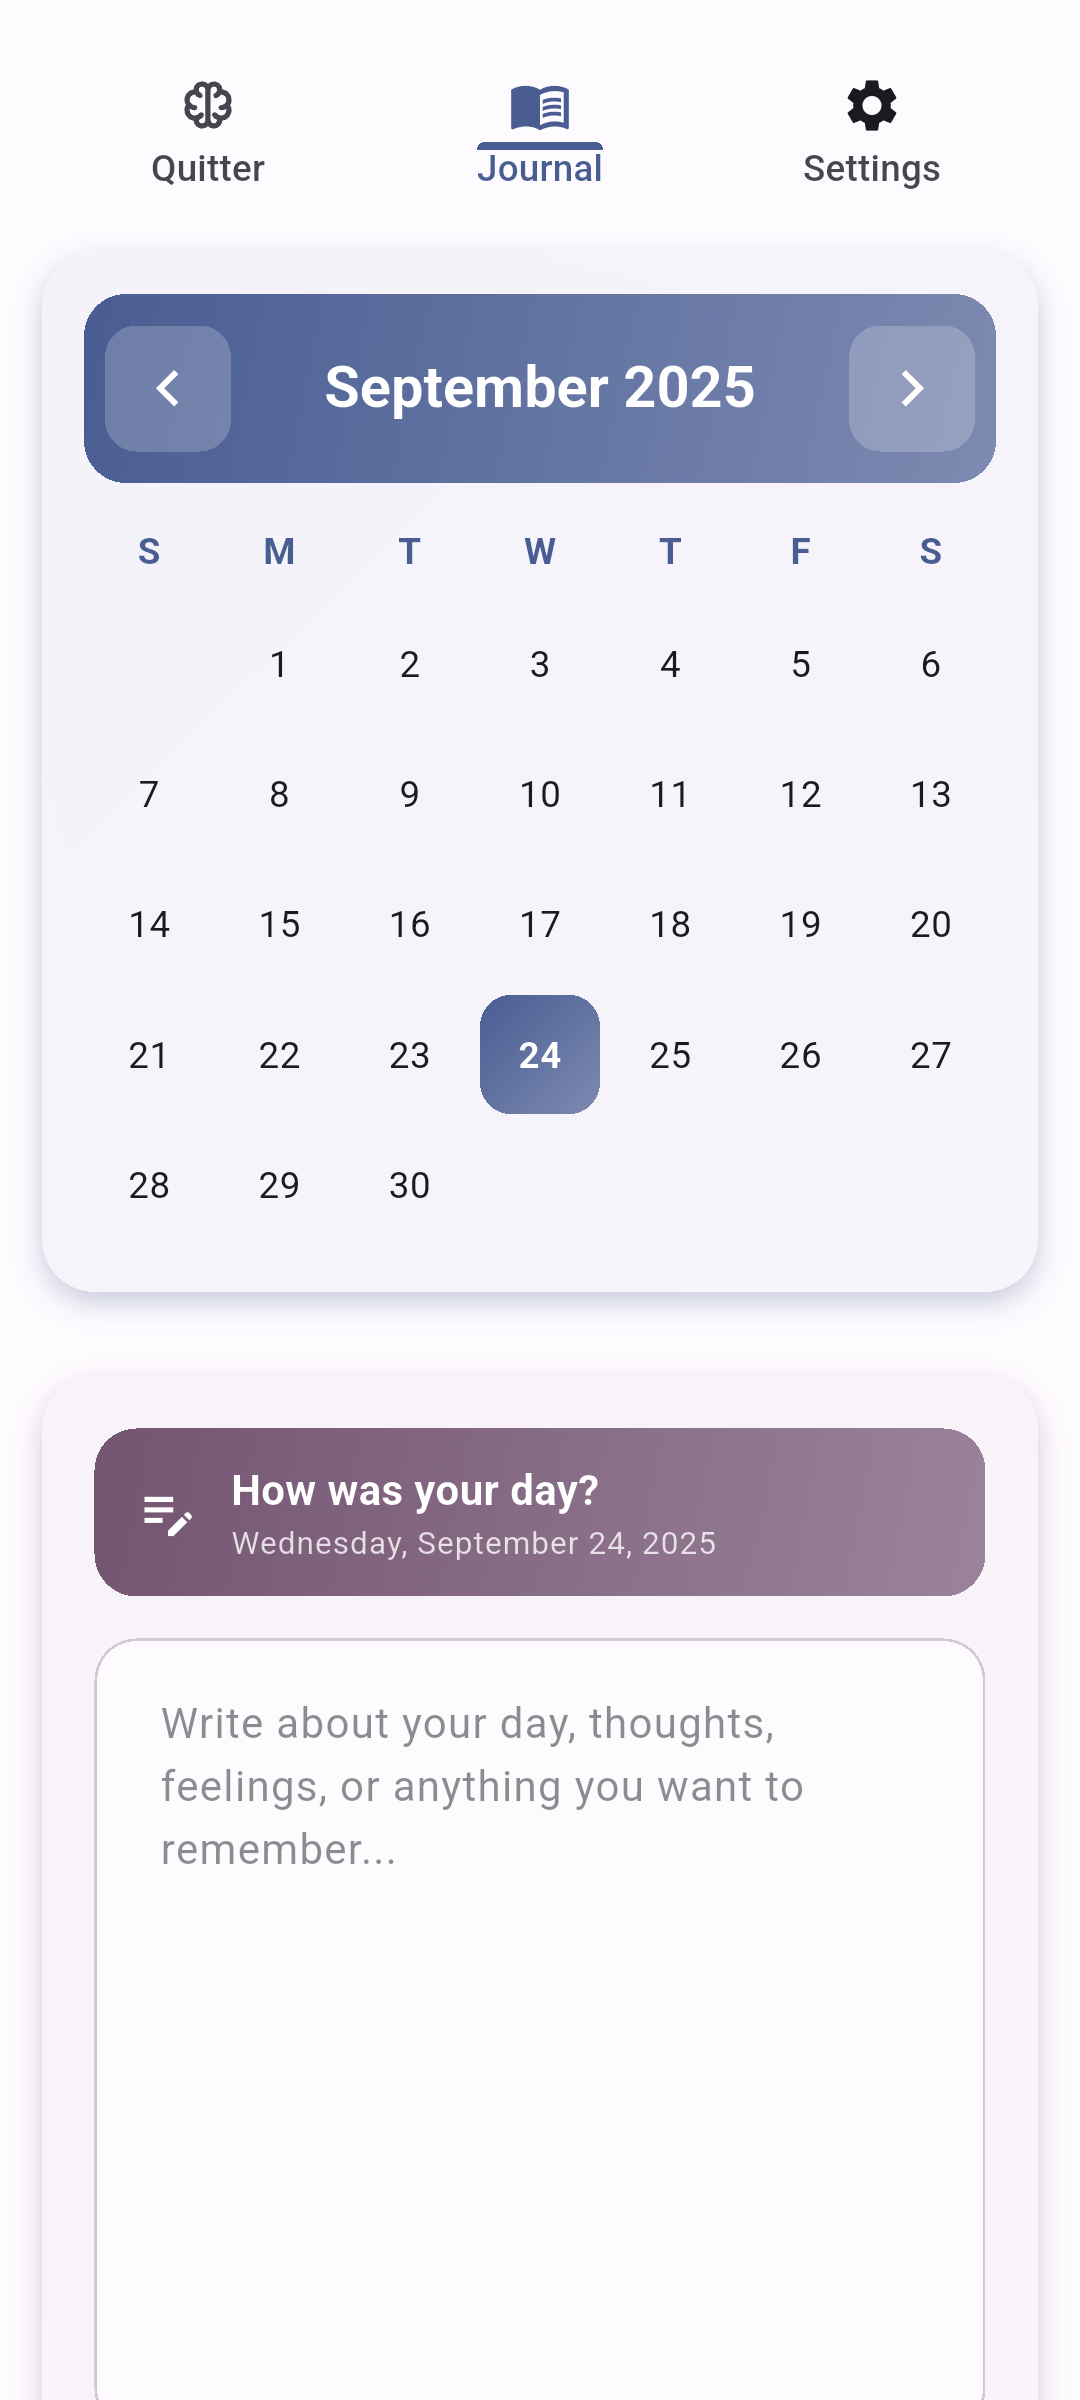 Quitter Journal Settings
September 2025
S M T W T F S
1 2 3 4 5 6
7 8 9 10 11 12 13
14 15 16 17 18 19 20
21 22 23 24 25 26 27
28 29 30
How was your day?
Wednesday, September 24, 2025
Write about your day, thoughts,
feelings, or anything you want to
remember...